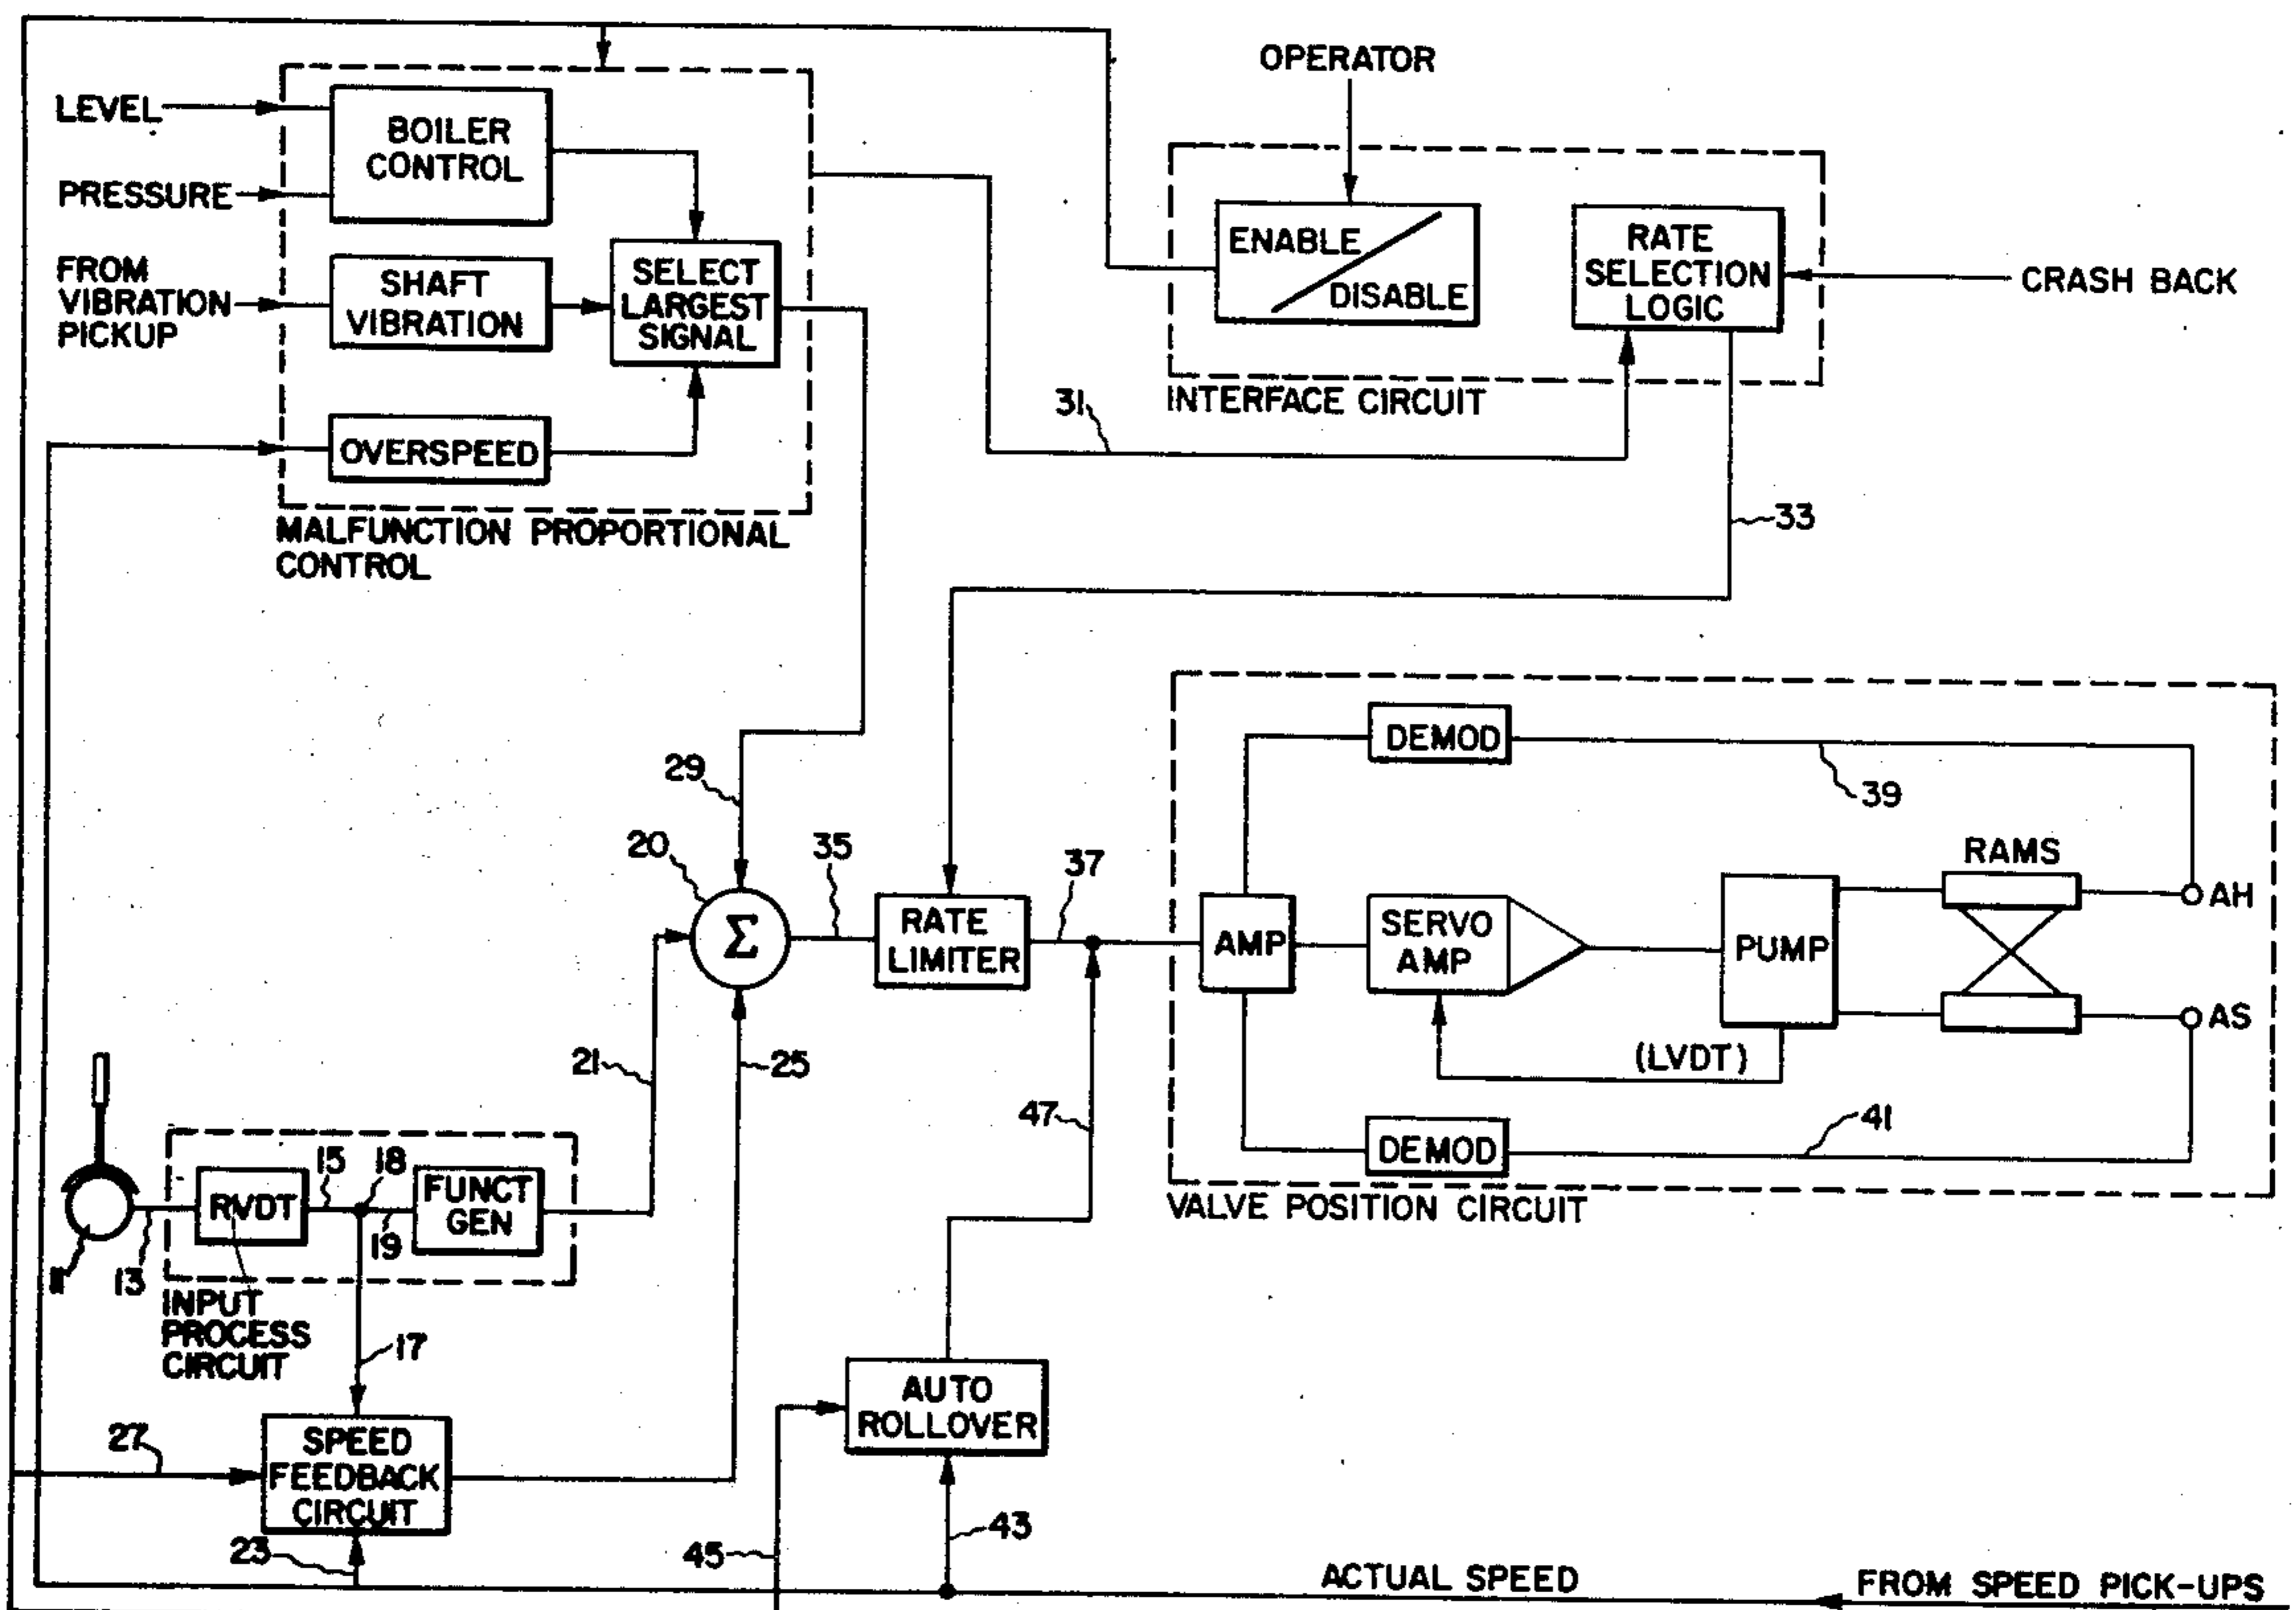 OPERATOR
LEVEL
BOILER
CONTROL
PRESSURE
FROM
VIBRATION
PICKUP
SHAFT
VIBRATION
SELECT
LARGEST
SIGNAL
OVERSPEED
MALFUNCTION PROPORTIONAL
CONTROL
ENABLE
DISABLE
RATE
SELECTION
LOGIC
CRASH BACK
INTERFACE CIRCUIT
31
33
29
20
35
37
Σ
RATE
LIMITER
DEMOD
39
RAMS
AMP
SERVO
AMP
PUMP
AH
AS
(LVDT)
41
DEMOD
VALVE POSITION CIRCUIT
21
25
47
11
13
RVDT
15
18
19
FUNCT
GEN
INPUT
PROCESS
CIRCUIT
17
27
SPEED
FEEDBACK
CIRCUIT
23
AUTO
ROLLOVER
45
43
ACTUAL SPEED
FROM SPEED PICK-UPS